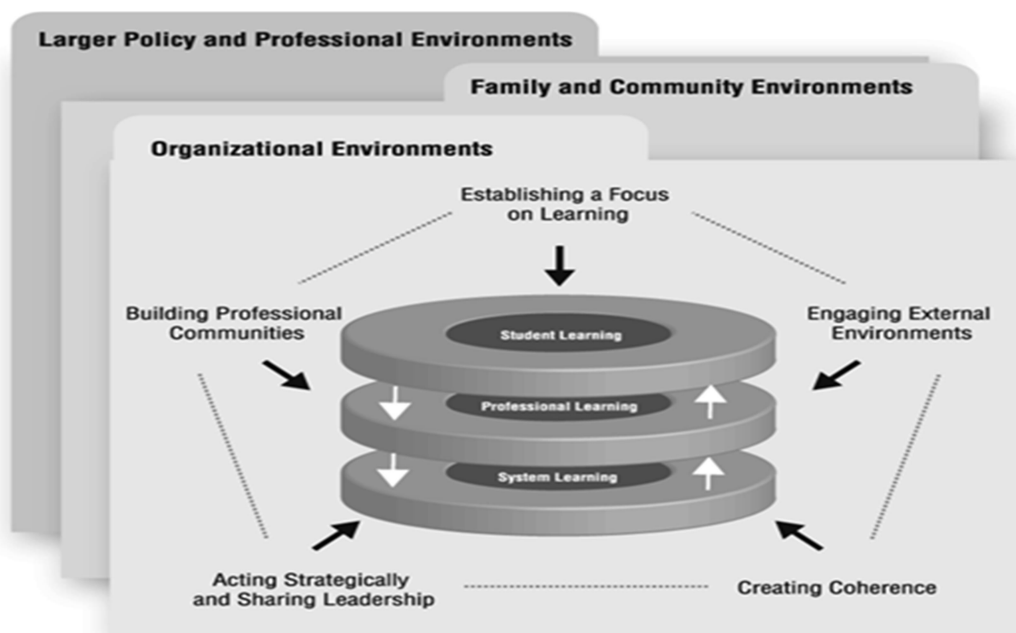 Larger Policy and Professional Environments
Family and Community Environments
Organizational Environments
Establishing a Focus
on Learning
Building Professional
Communities
Engaging External
Environments
Student Learning
Professional Learning
System Learning
Acting Strategically
and Sharing Leadership
Creating Coherence